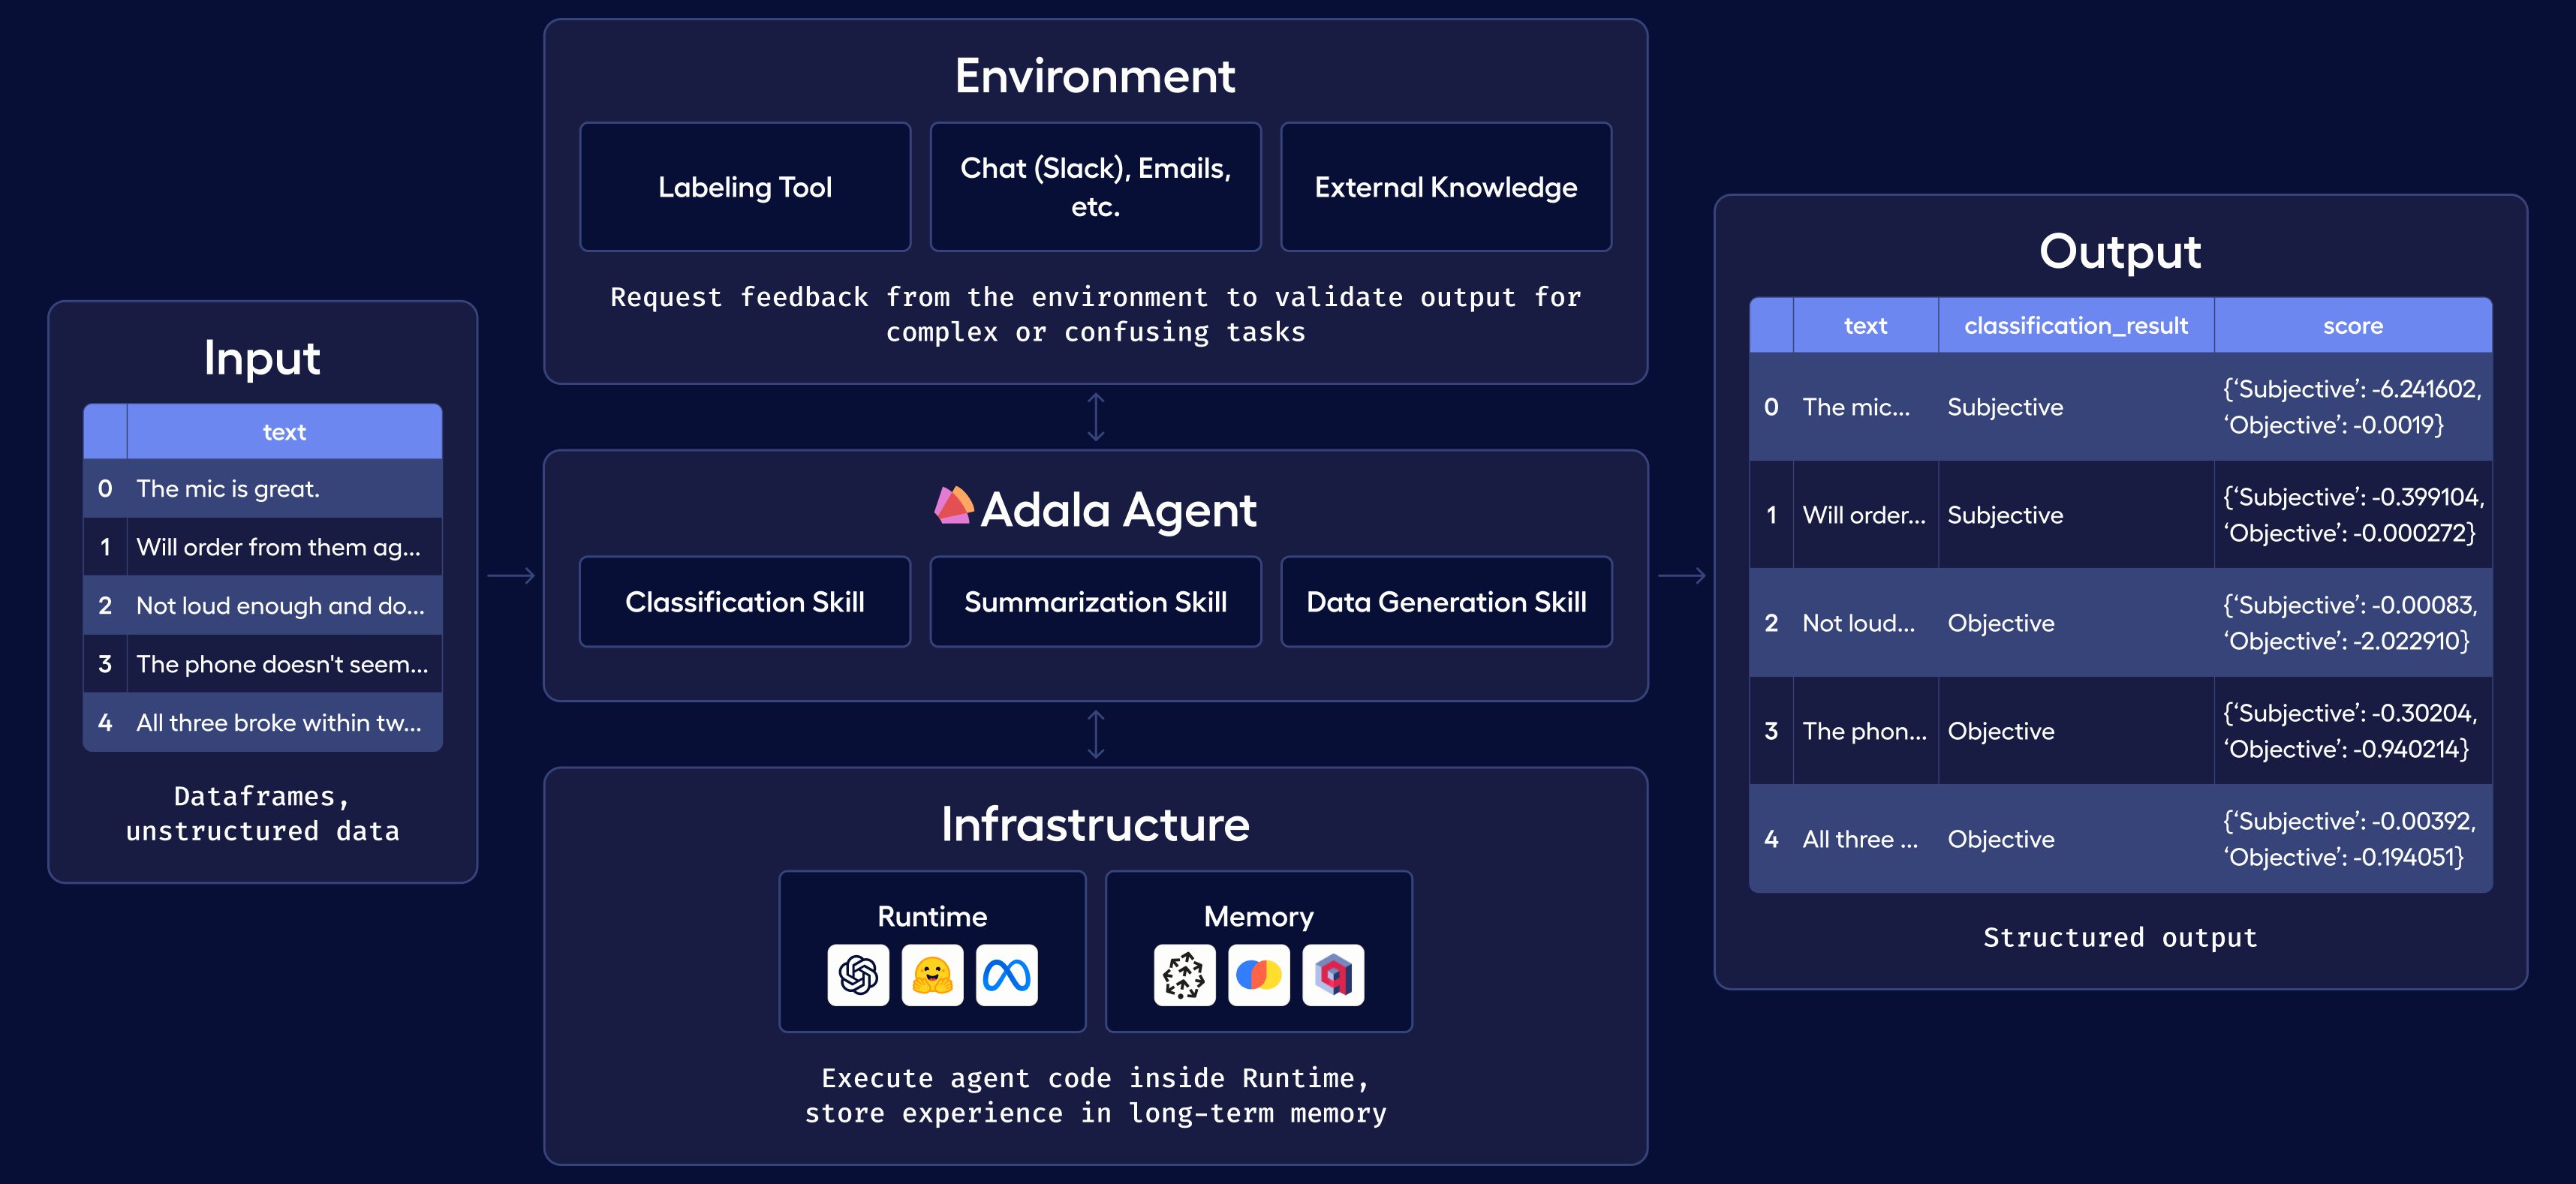 Environment
Labeling Tool
Chat (Slack), Emails,
etc.
External Knowledge
Request feedback from the environment to validate output for
complex or confusing tasks
Input
text
0 The mic is great.
1 Will order from them ag...
2 Not loud enough and do...
3 The phone doesn't seem...
4 All three broke within tw...
Dataframes,
unstructured data
Adala Agent
Classification Skill
Summarization Skill
Data Generation Skill
Infrastructure
Runtime
Memory
Execute agent code inside Runtime,
store experience in long-term memory
Output
text classification_result score
0 The mic... Subjective {‘Subjective’: -6.241602,
‘Objective’: -0.0019}
1 Will order... Subjective {‘Subjective’: -0.399104,
‘Objective’: -0.000272}
2 Not loud... Objective {‘Subjective’: -0.00083,
‘Objective’: -2.022910}
3 The phon... Objective {‘Subjective’: -0.30204,
‘Objective’: -0.940214}
4 All three ... Objective {‘Subjective’: -0.00392,
‘Objective’: -0.194051}
Structured output